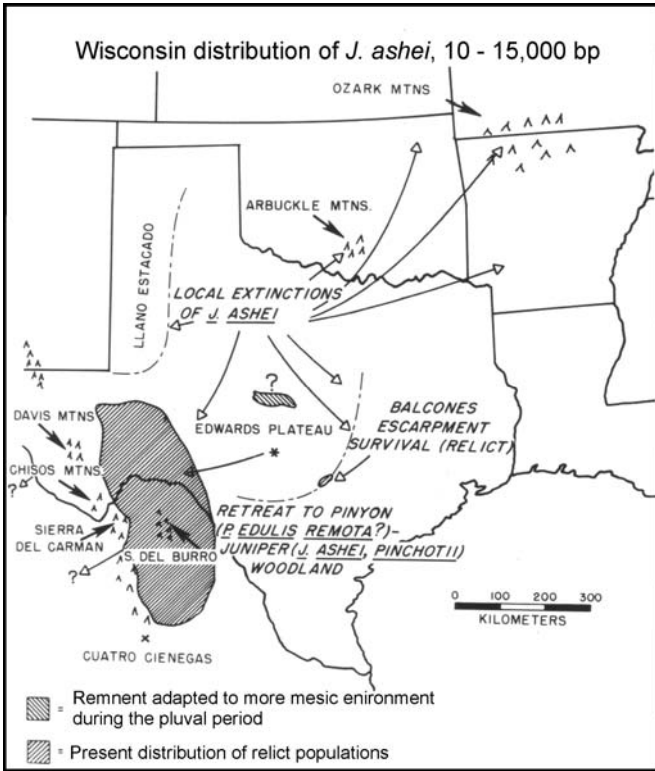 Wisconsin distribution of J. ashei, 10 - 15,000 bp
OZARK MTNS
ARBUCKLE MTNS.
LLANO ESTACADO
LOCAL EXTINCTIONS
OF J. ASHEI
?
DAVIS MTNS
EDWARDS PLATEAU
*
BALCONES
ESCARPMENT
SURVIVAL (RELICT)
CHISOS MTNS.
?
SIERRA
DEL CARMAN
S. DEL BURRO
?
RETREAT TO PINYON
(P. EDULIS REMOTA?)–
JUNIPER (J. ASHEI, PINCHOTII)
WOODLAND
x
CUATRO CIENEGAS
0 100 200 300
KILOMETERS
= Remnent adapted to more mesic enironment
during the pluval period
= Present distribution of relict populations